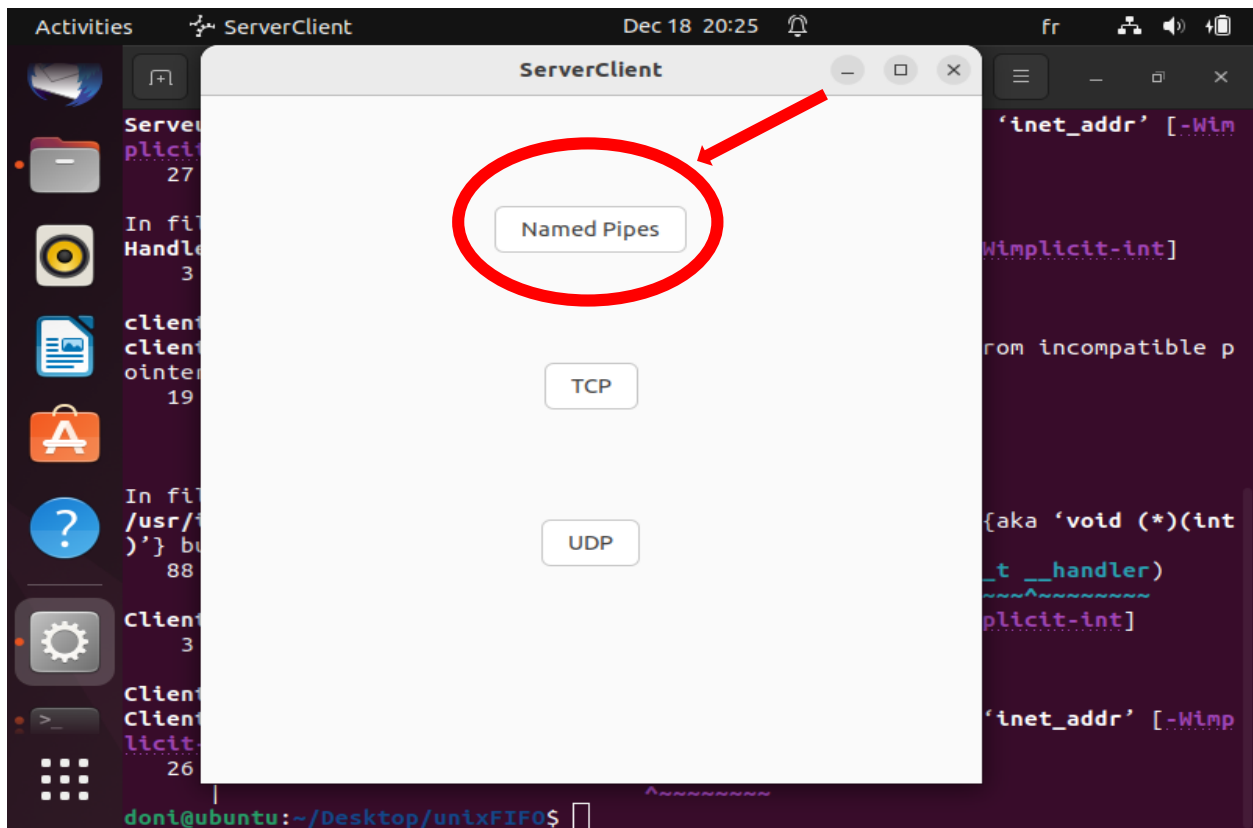 Activities ServerClient Dec 18 20:25 fr
ServerClient
Serveu ‘inet_addr’ [-Wim
plicit
27
In fil
Handle Wimplicit-int]
3
client
client rom incompatible p
ointer
19
In fil
/usr/i {aka ‘void (*)(int
)’} bu
88 _t __handler)
~~~^~~~~~~~~
Client plicit-int]
3
Client
Client ‘inet_addr’ [-Wimp
licit-
26
| ^~~~~~~~~
doni@ubuntu:~/Desktop/unixFIFO$
Named Pipes
TCP
UDP